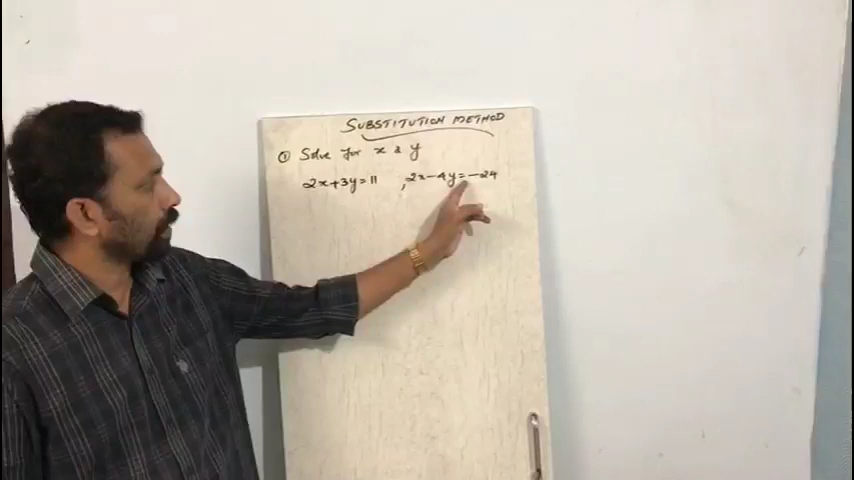 SUBSTITUTION METHOD
① Solve for x & y
2x+3y=11 , 2x-4y=-24